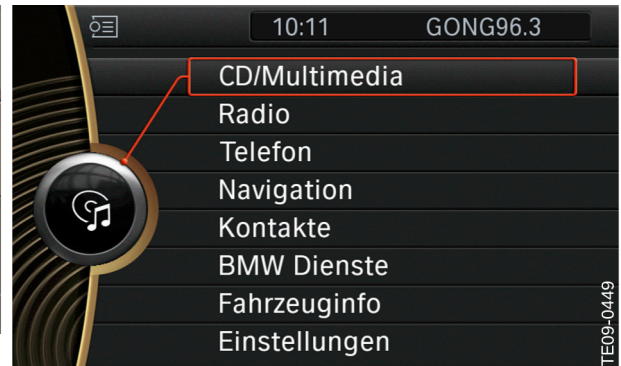 10:11 GONG96.3
CD/Multimedia
Radio
Telefon
Navigation
Kontakte
BMW Dienste
Fahrzeuginfo
Einstellungen
TE09-0449